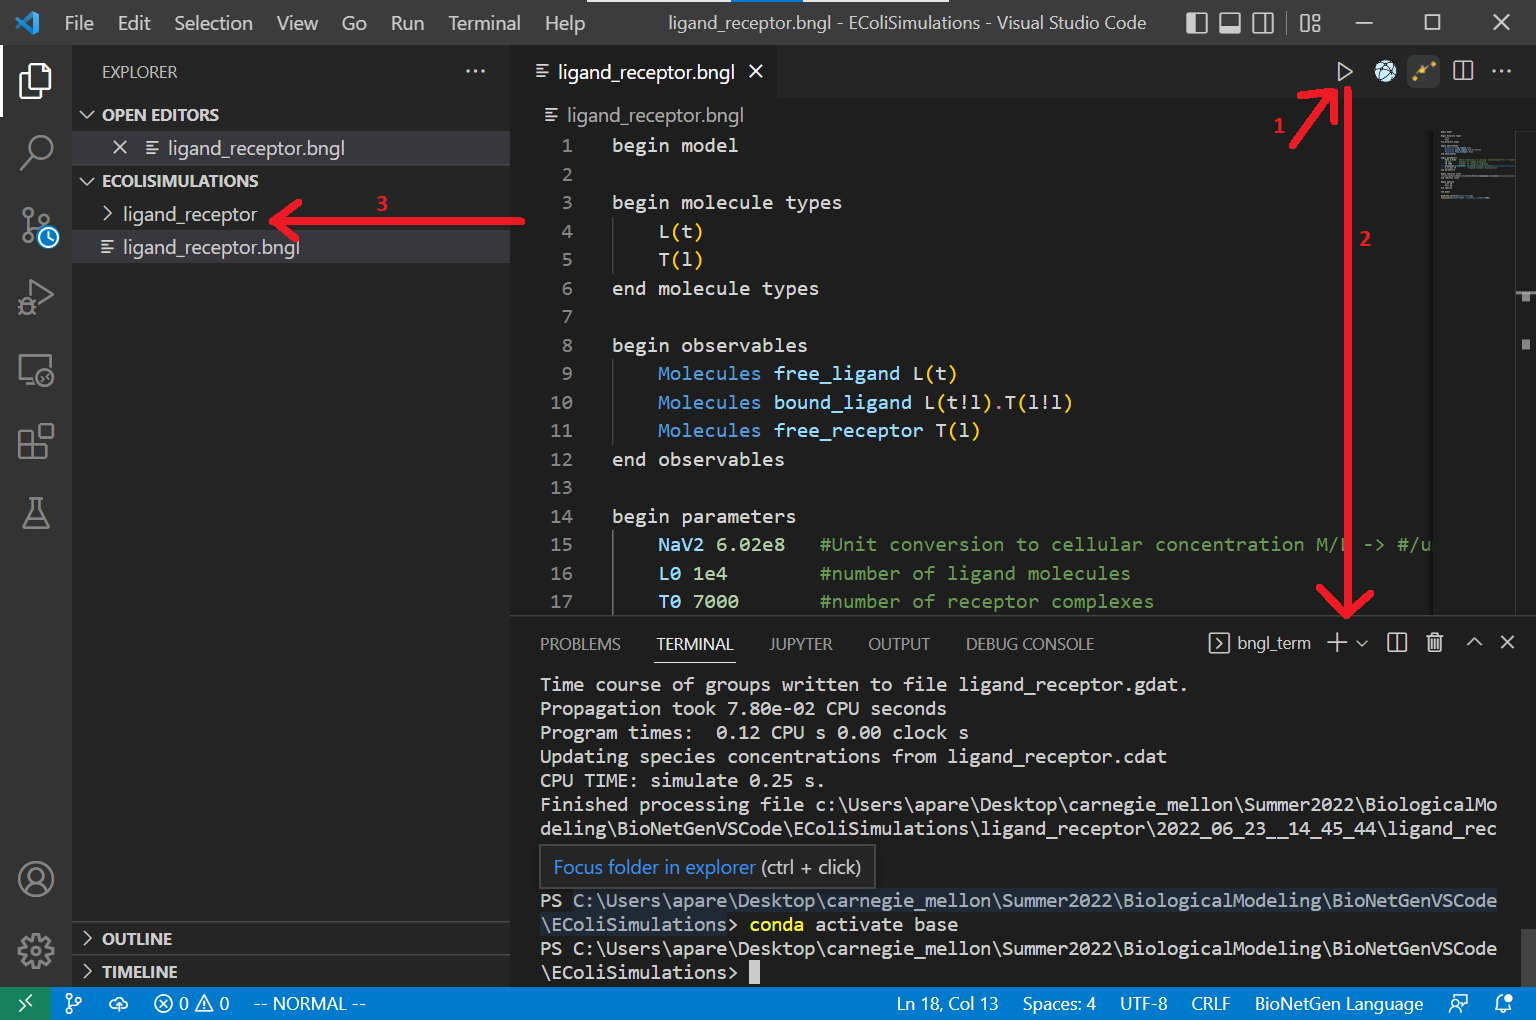 File Edit Selection View Go Run Terminal Help
ligand_receptor.bngl - EColiSimulations - Visual Studio Code
EXPLORER
OPEN EDITORS
ligand_receptor.bngl
ECOLISIMULATIONS
ligand_receptor
ligand_receptor.bngl
OUTLINE
TIMELINE
3
1
2
ligand_receptor.bngl
ligand_receptor.bngl
1 begin model
2
3 begin molecule types
4 L(t)
5 T(l)
6 end molecule types
7
8 begin observables
9 Molecules free_ligand L(t)
10 Molecules bound_ligand L(t!l).T(l!l)
11 Molecules free_receptor T(l)
12 end observables
13
14 begin parameters
15 NaV2 6.02e8 #Unit conversion to cellular concentration M/ -> #/u
16 L0 1e4 #number of ligand molecules
17 T0 7000 #number of receptor complexes
PROBLEMS TERMINAL JUPYTER OUTPUT DEBUG CONSOLE
bngl_term
Time course of groups written to file ligand_receptor.gdat.
Propagation took 7.80e-02 CPU seconds
Program times: 0.12 CPU s 0.00 clock s
Updating species concentrations from ligand_receptor.cdat
CPU TIME: simulate 0.25 s.
Finished processing file c:\Users\apare\Desktop\carnegie_mellon\Summer2022\BiologicalMo
deling\BioNetGenVSCode\EColiSimulations\ligand_receptor\2022_06_23__14_45_44\ligand_rec
Focus folder in explorer (ctrl + click)
PS C:\Users\apare\Desktop\carnegie_mellon\Summer2022\BiologicalModeling\BioNetGenVSCode
\EColiSimulations> conda activate base
PS C:\Users\apare\Desktop\carnegie_mellon\Summer2022\BiologicalModeling\BioNetGenVSCode
\EColiSimulations>
0 0 -- NORMAL --
Ln 18, Col 13 Spaces: 4 UTF-8 CRLF BioNetGen Language